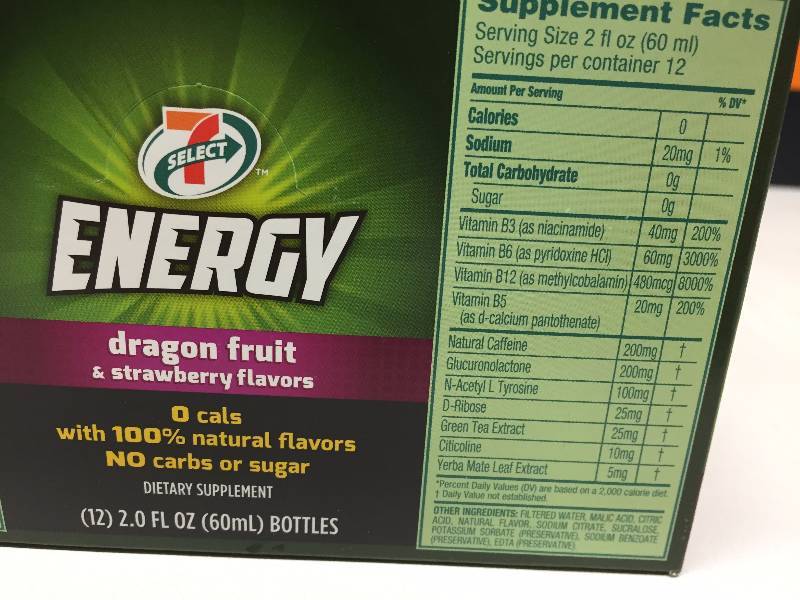 7
SELECT
TM
ENERGY
dragon fruit
& strawberry flavors
0 cals
with 100% natural flavors
NO carbs or sugar
DIETARY SUPPLEMENT
(12) 2.0 FL OZ (60mL) BOTTLES
Supplement Facts
Serving Size 2 fl oz (60 ml)
Servings per container 12
Amount Per Serving % DV*
Calories 0
Sodium 20mg 1%
Total Carbohydrate 0g
Sugar 0g
Vitamin B3 (as niacinamide) 40mg 200%
Vitamin B6 (as pyridoxine HCl) 60mg 3000%
Vitamin B12 (as methylcobalamin) 480mcg 8000%
Vitamin B5 20mg 200%
(as d-calcium pantothenate)
Natural Caffeine 200mg †
Glucuronolactone 200mg †
N-Acetyl L Tyrosine 100mg †
D-Ribose 25mg †
Green Tea Extract 25mg †
Citicoline 10mg †
Yerba Mate Leaf Extract 5mg †
*Percent Daily Values (DV) are based on a 2,000 calorie diet.
† Daily Value not established.
OTHER INGREDIENTS: FILTERED WATER, MALIC ACID, CITRIC
ACID, NATURAL FLAVOR, SODIUM CITRATE, SUCRALOSE,
POTASSIUM SORBATE (PRESERVATIVE), SODIUM BENZOATE
(PRESERVATIVE), EDTA (PRESERVATIVE)